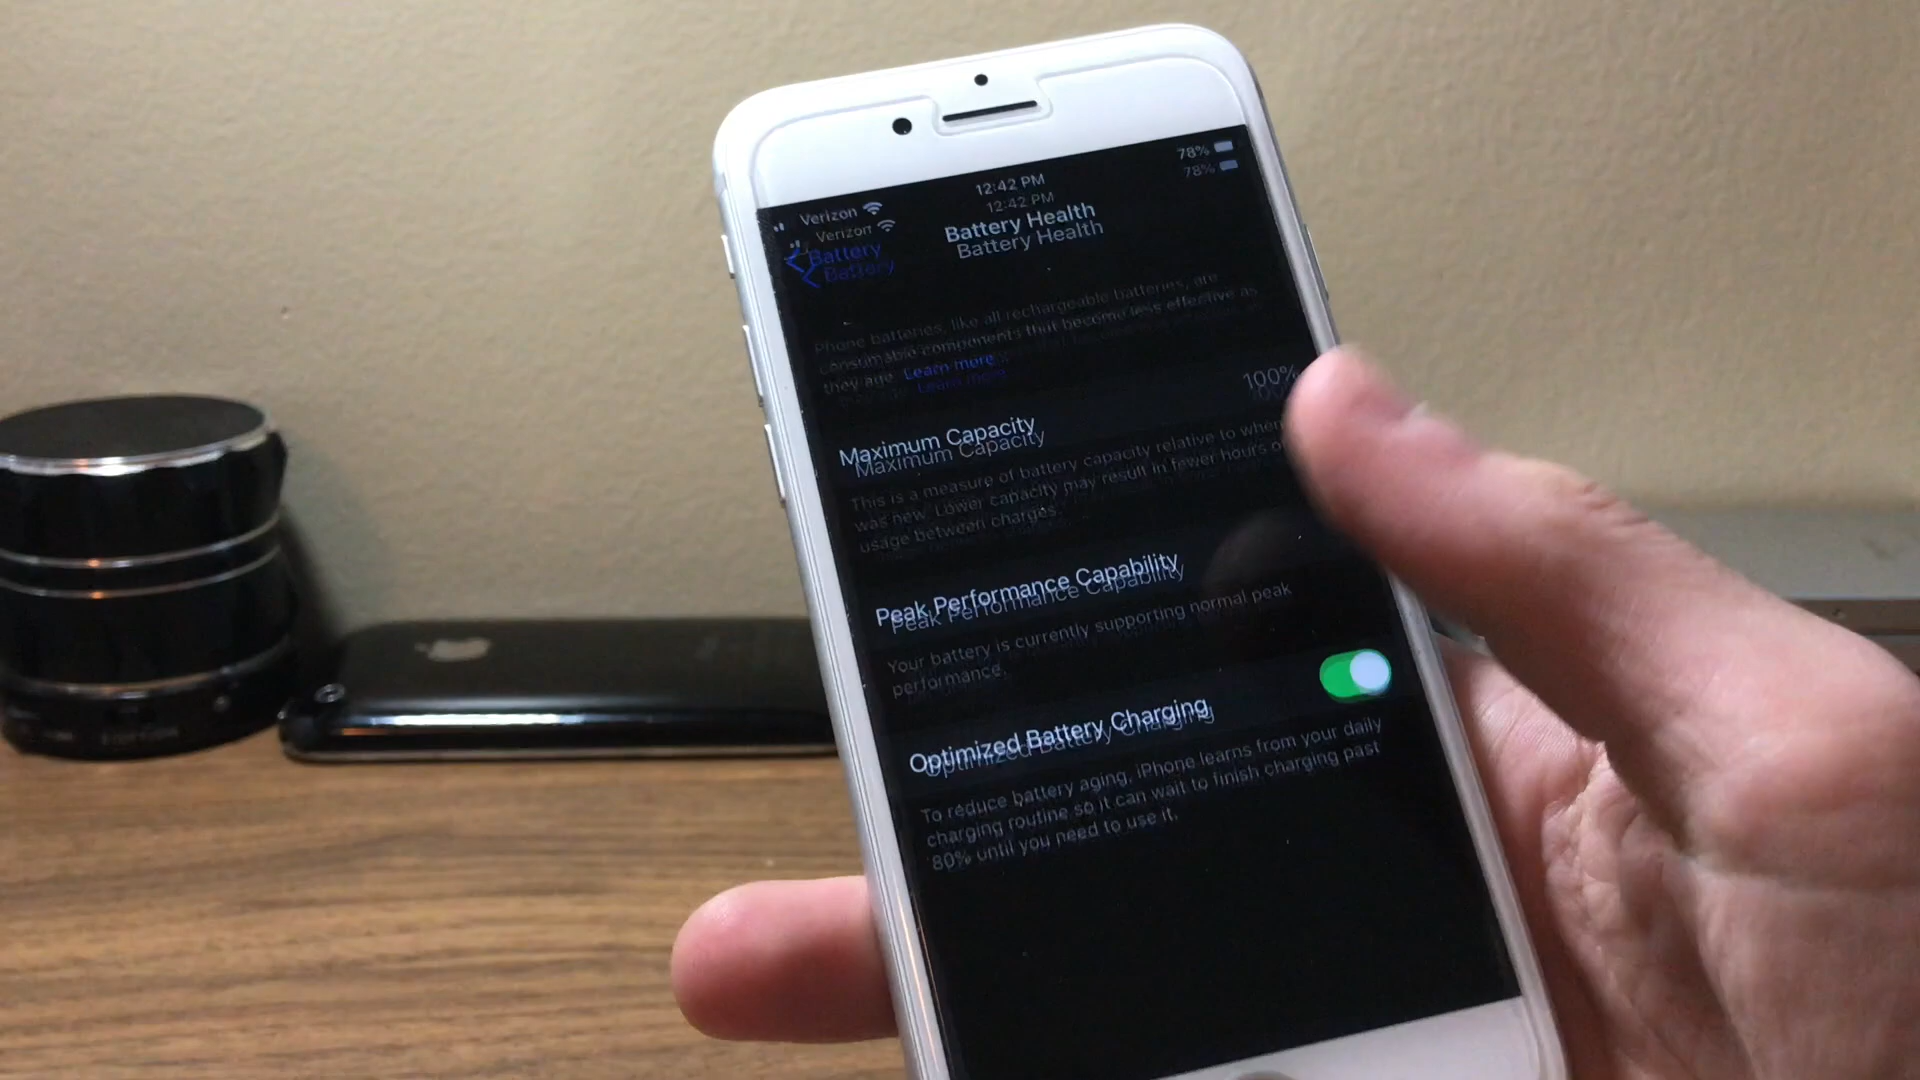 78%
12:42 PM
Verizon
Battery Health
Battery
Phone batteries, like all rechargeable batteries, are
consumable components that become less effective as
they age. Learn more...
Maximum Capacity 100%
This is a measure of battery capacity relative to when
was new. Lower capacity may result in fewer hours o
usage between charges.
Peak Performance Capability
Your battery is currently supporting normal peak
performance.
Optimized Battery Charging
To reduce battery aging, iPhone learns from your daily
charging routine so it can wait to finish charging past
80% until you need to use it.